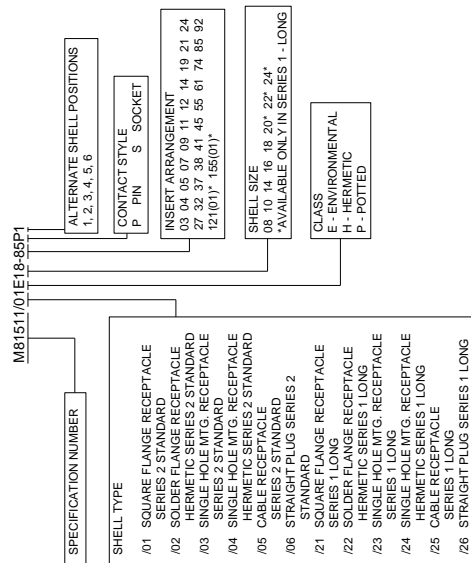 M81511/01E18-85P1
SPECIFICATION NUMBER
SHELL TYPE
/01 SQUARE FLANGE RECEPTACLE
SERIES 2 STANDARD
/02 SOLDER FLANGE RECEPTACLE
HERMETIC SERIES 2 STANDARD
/03 SINGLE HOLE MTG. RECEPTACLE
SERIES 2 STANDARD
/04 SINGLE HOLE MTG. RECEPTACLE
HERMETIC SERIES 2 STANDARD
/05 CABLE RECEPTACLE
SERIES 2 STANDARD
/06 STRAIGHT PLUG SERIES 2
STANDARD
/21 SQUARE FLANGE RECEPTACLE
SERIES 1 LONG
/22 SOLDER FLANGE RECEPTACLE
HERMETIC SERIES 1 LONG
/23 SINGLE HOLE MTG. RECEPTACLE
SERIES 1 LONG
/24 SINGLE HOLE MTG. RECEPTACLE
HERMETIC SERIES 1 LONG
/25 CABLE RECEPTACLE
SERIES 1 LONG
/26 STRAIGHT PLUG SERIES 1 LONG
ALTERNATE SHELL POSITIONS
1, 2, 3, 4, 5, 6
CONTACT STYLE
P PIN S SOCKET
INSERT ARRANGEMENT
03 04 05 07 09 11 12 14 19 21 24
27 32 37 38 41 45 55 61 74 85 92
121(01)* 155(01)*
SHELL SIZE
08 10 14 16 18 20* 22* 24*
*AVAILABLE ONLY IN SERIES 1 - LONG
CLASS
E - ENVIRONMENTAL
H - HERMETIC
P - POTTED